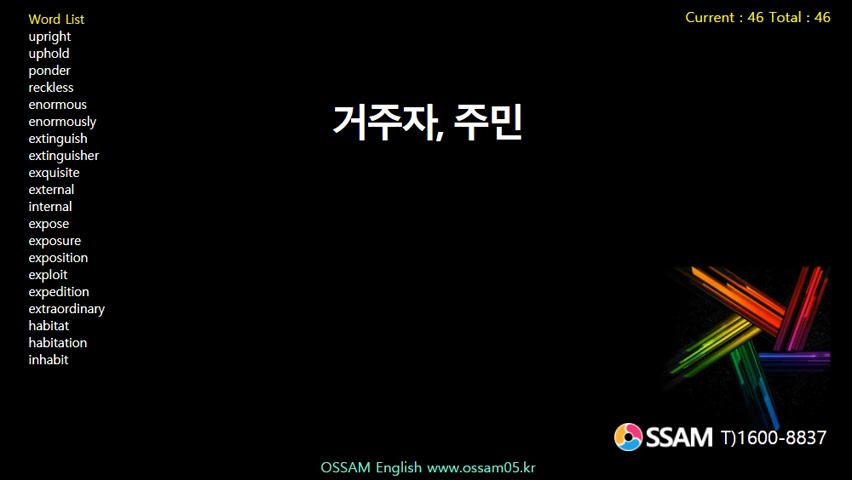 Word List
upright
uphold
ponder
reckless
enormous
enormously
extinguish
extinguisher
exquisite
external
internal
expose
exposure
exposition
exploit
expedition
extraordinary
habitat
habitation
inhabit
Current : 46 Total : 46
거주자, 주민
SSAM T)1600-8837
OSSAM English www.ossam05.kr